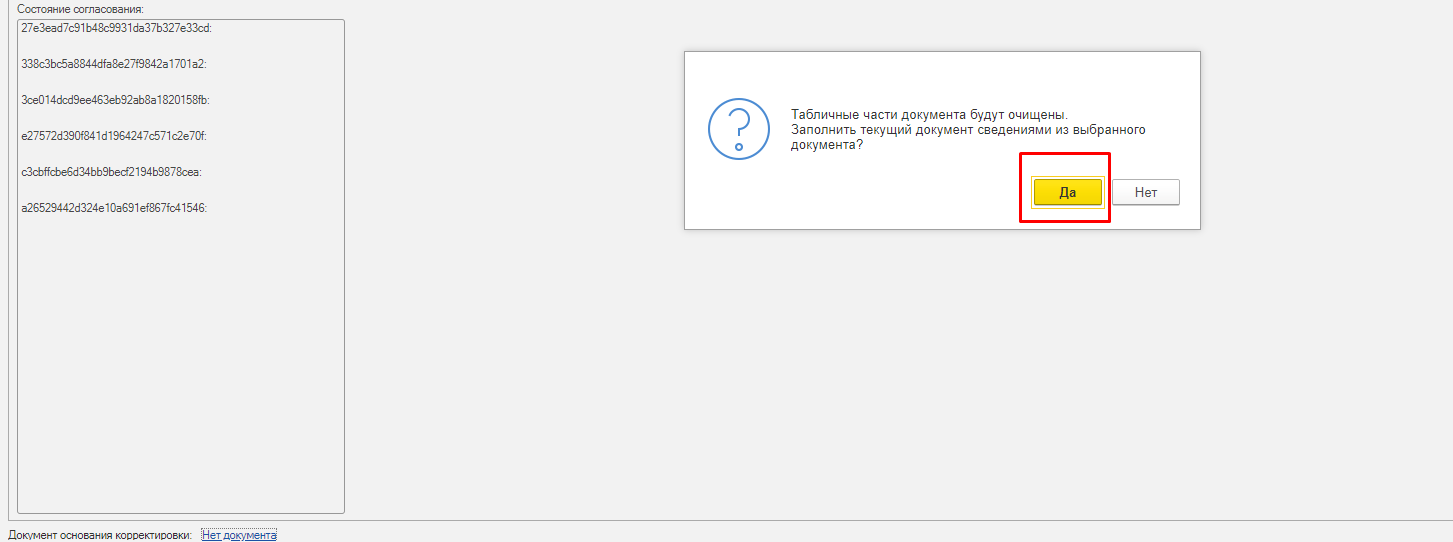 Состояние согласования:
27e3ead7c91b48c9931da37b327e33cd:
338c3bc5a8844dfa8e27f9842a1701a2:
3ce014dcd9ee463eb92ab8a1820158fb:
e27572d390f841d1964247c571c2e70f:
c3cbffcbe6d34bb9becf2194b9878cea:
a26529442d324e10a691ef867fc41546:
Табличные части документа будут очищены.
Заполнить текущий документ сведениями из выбранного
документа?
Да
Нет
Документ основания корректировки: Нет документа